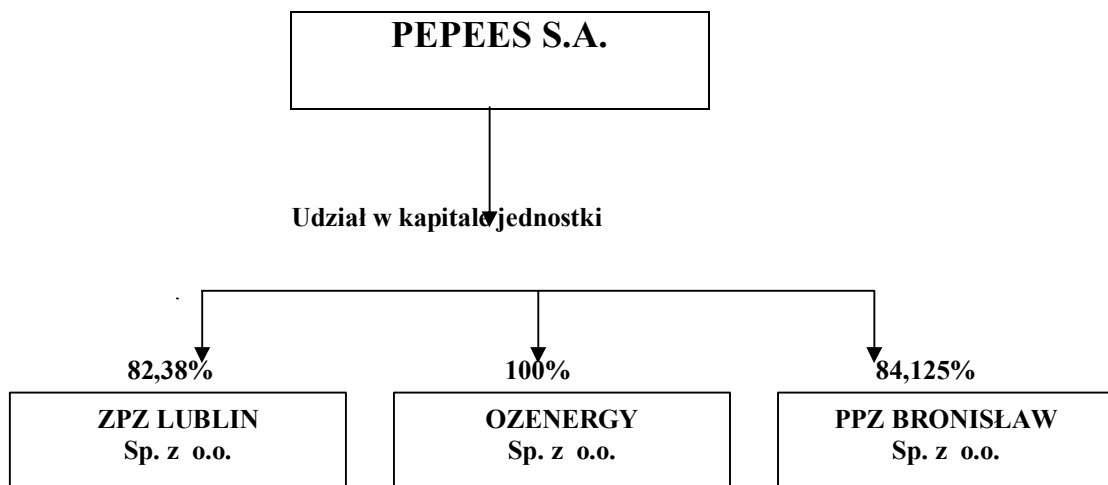 PEPEES S.A.
Udział w kapitale jednostki
82,38%
100%
84,125%
ZPZ LUBLIN
Sp. z o.o.
OZENERGY
Sp. z o.o.
PPZ BRONISŁAW
Sp. z o.o.